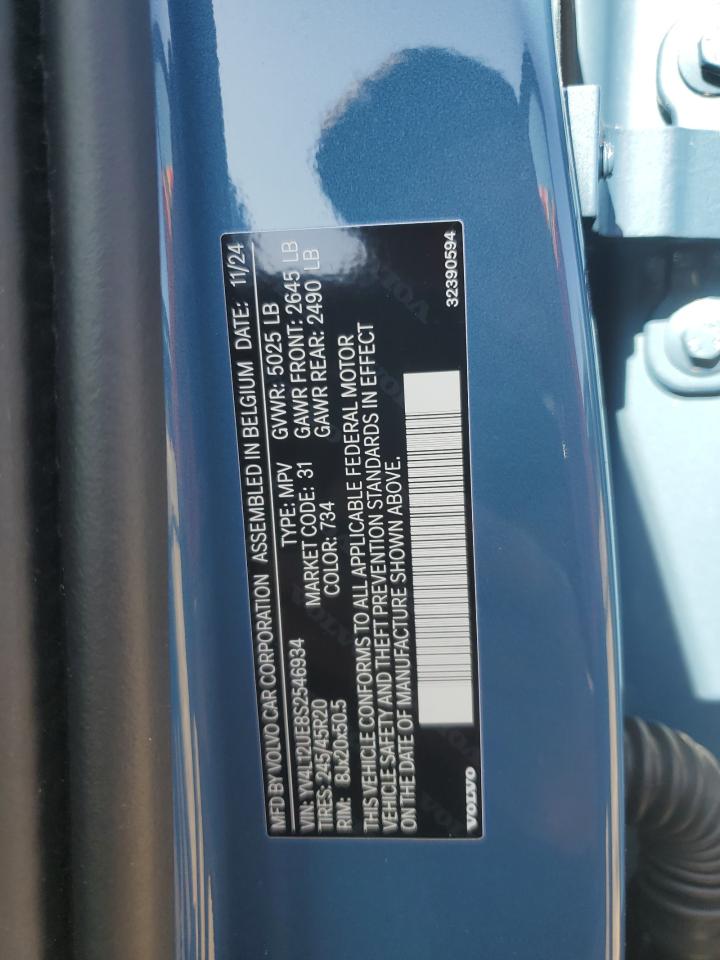 MFD BY VOLVO CAR CORPORATION ASSEMBLED IN BELGIUM DATE: 11/24
VIN: YV4L12UE8S2546934 TYPE: MPV GVWR: 5025 LB
TIRES: 245/45R20 MARKET CODE: 31 GAWR FRONT: 2645 LB
RIM: 8Jx20x50.5 COLOR: 734 GAWR REAR: 2490 LB
THIS VEHICLE CONFORMS TO ALL APPLICABLE FEDERAL MOTOR
VEHICLE SAFETY AND THEFT PREVENTION STANDARDS IN EFFECT
ON THE DATE OF MANUFACTURE SHOWN ABOVE.
VOLVO 32390594